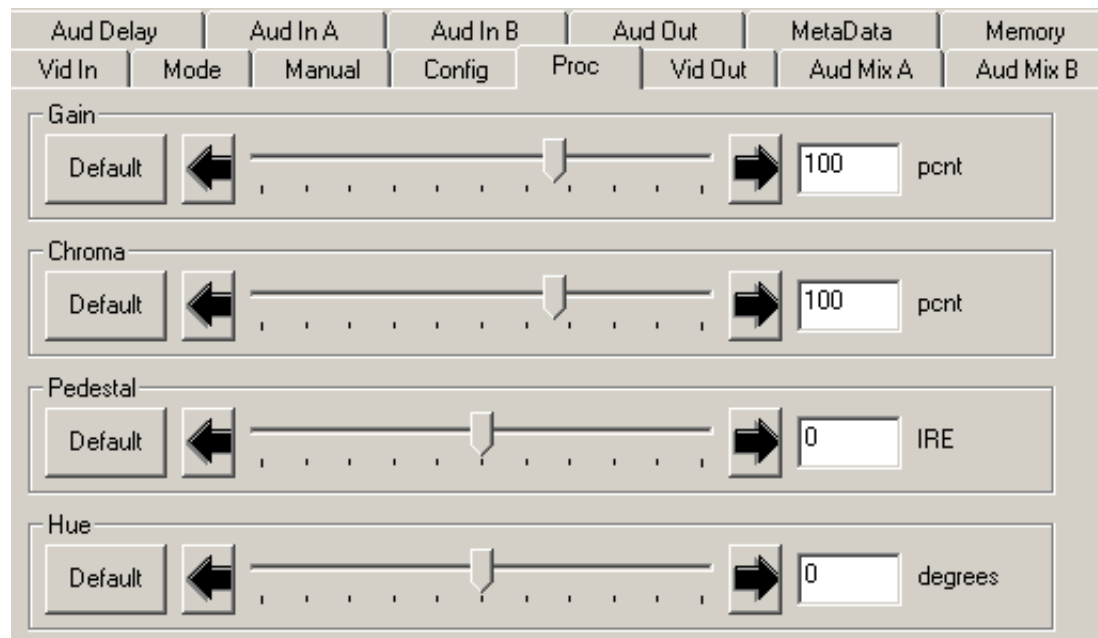 Aud Delay Aud In A Aud In B Aud Out MetaData Memory
Vid In Mode Manual Config Proc Vid Out Aud Mix A Aud Mix B
Gain
Default 100 pcnt
Chroma
Default 100 pcnt
Pedestal
Default 0 IRE
Hue
Default 0 degrees